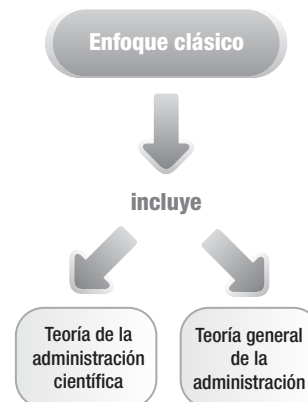 Enfoque clásico
incluye
Teoría de la
administración
científica
Teoría general
de la
administración